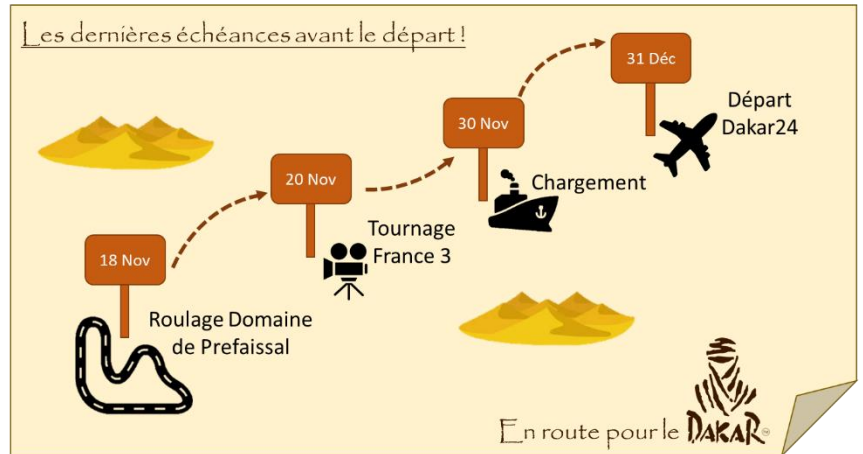 Les dernières échéances avant le départ !
31 Déc
Départ
Dakar24
30 Nov
Chargement
20 Nov
Tournage
France 3
18 Nov
Roulage Domaine
de Prefaissal
En route pour le DAKAR